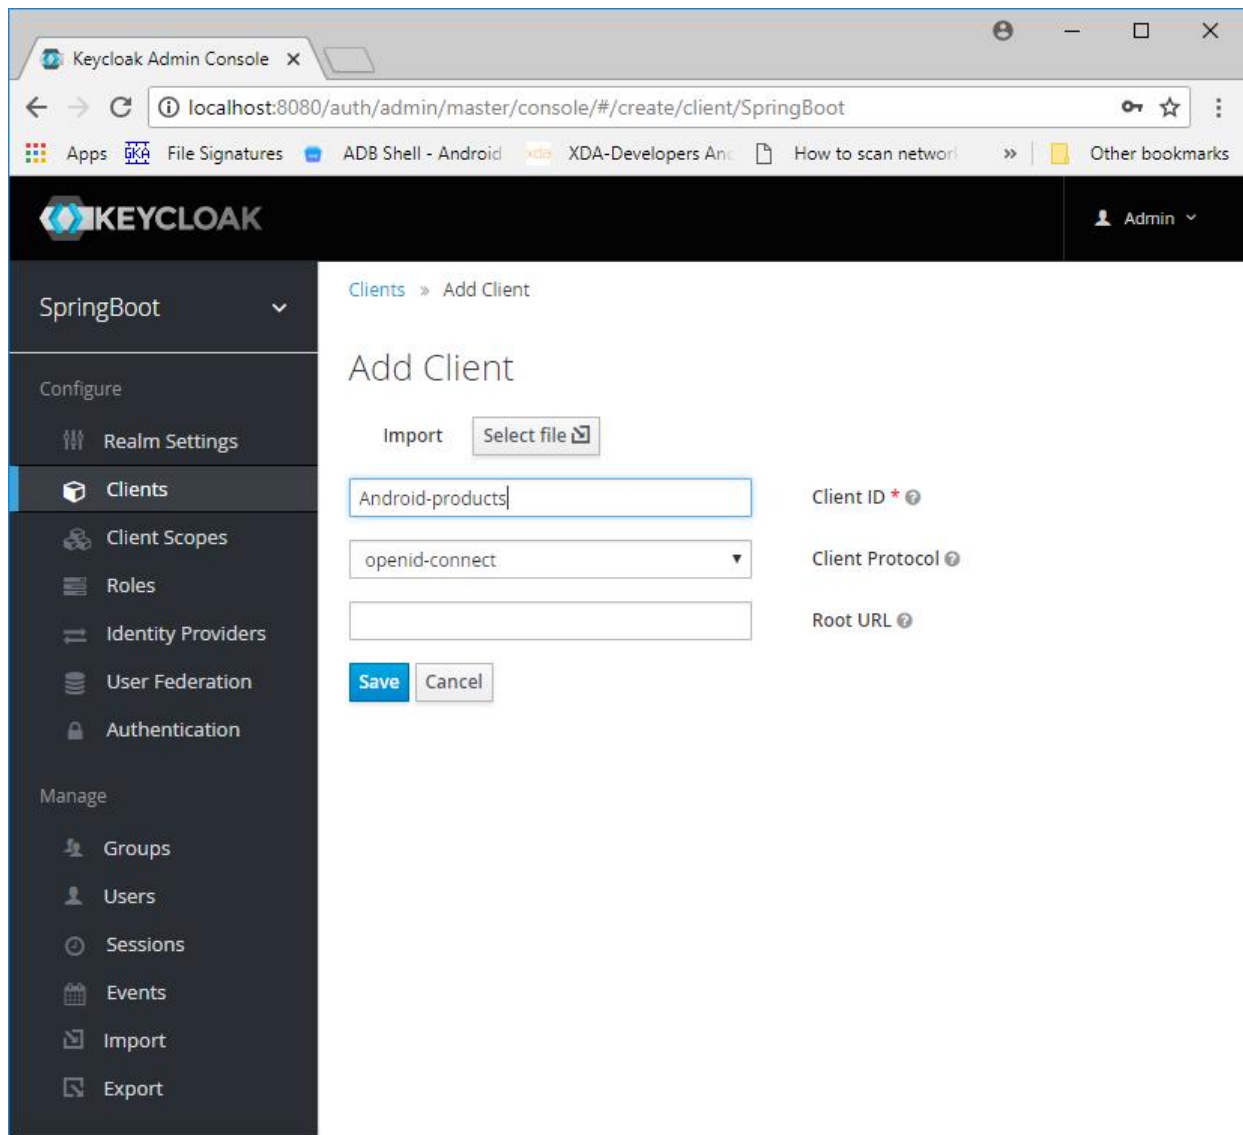 Keycloak Admin Console
localhost:8080/auth/admin/master/console/#/create/client/SpringBoot
Apps GKA File Signatures ADB Shell - Android xda XDA-Developers And How to scan networ » Other bookmarks
KEYCLOAK
Admin
SpringBoot
Clients » Add Client
Add Client
Import Select file
Android-products Client ID *
openid-connect Client Protocol
Root URL
Save Cancel
Configure
Realm Settings
Clients
Client Scopes
Roles
Identity Providers
User Federation
Authentication
Manage
Groups
Users
Sessions
Events
Import
Export